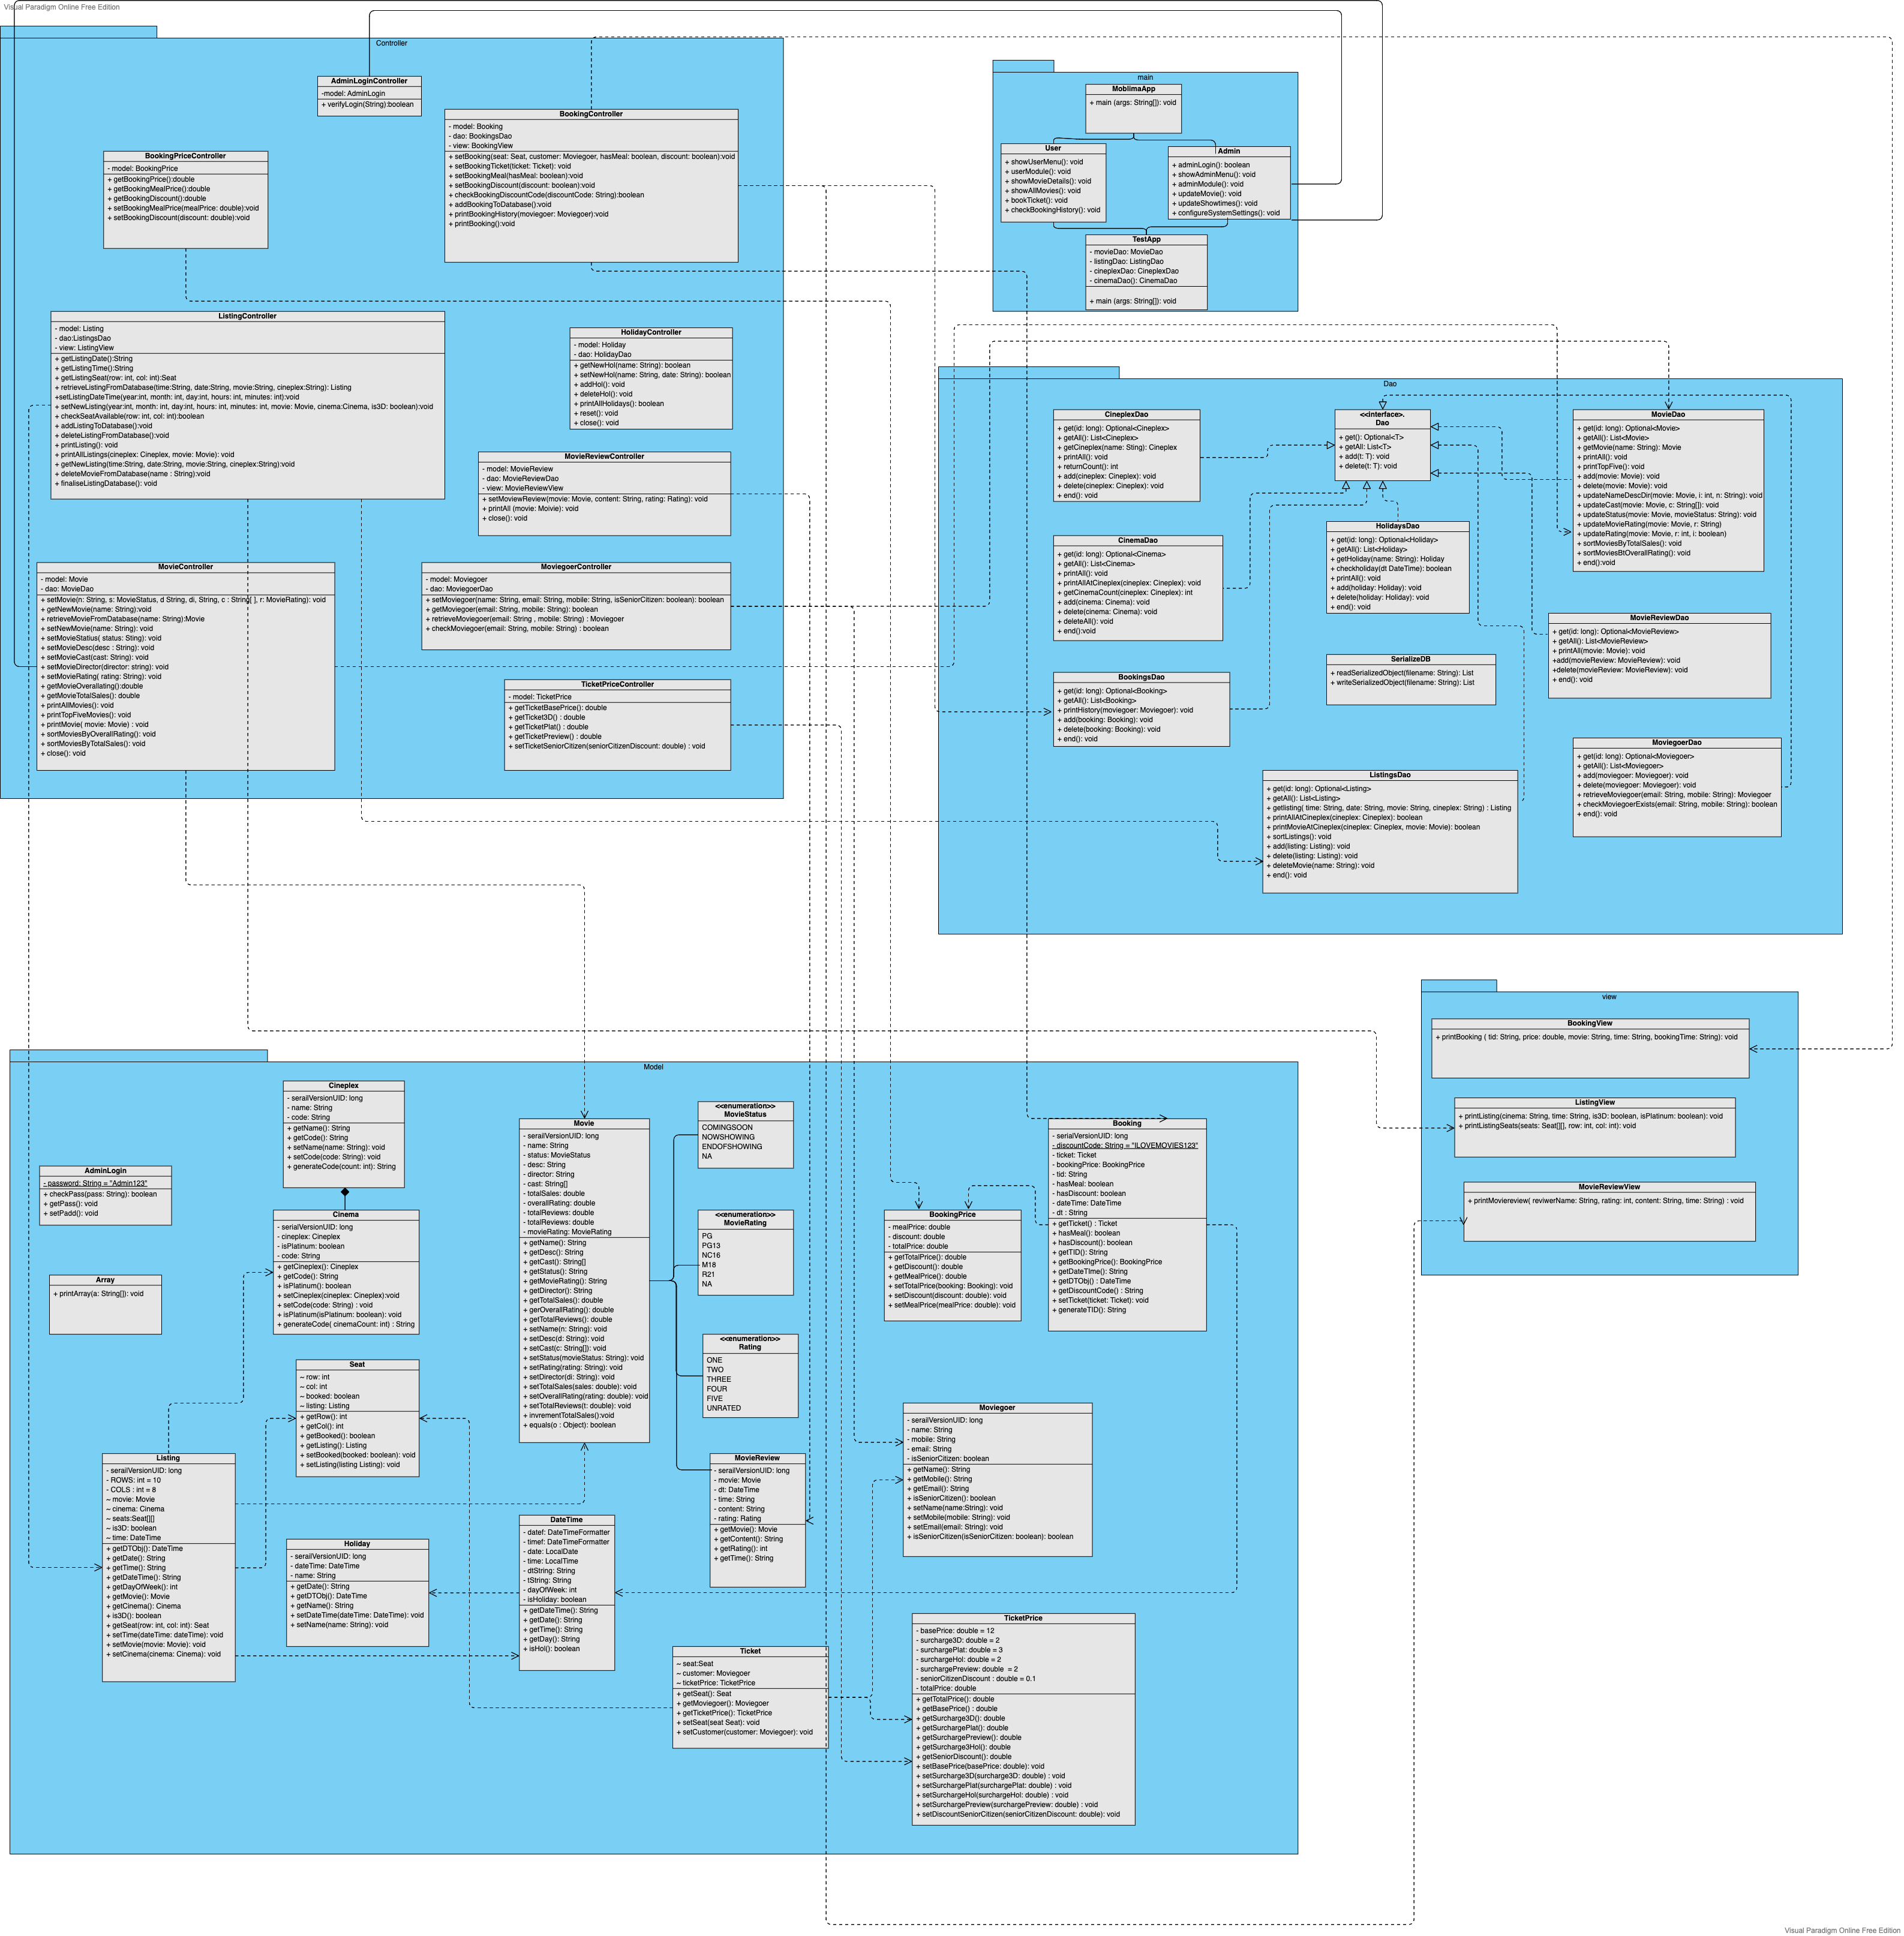 Visual Paradigm Online Free Edition
Controller
AdminLoginController
-model: AdminLogin
+ verifyLogin(String):boolean
BookingController
- model: Booking
- dao: BookingsDao
- view: BookingView
+ setBooking(seat: Seat, customer: Moviegoer, hasMeal: boolean, discount: boolean):void
+ setBookingTicket(ticket: Ticket): void
+ setBookingMeal(hasMeal: boolean):void
+ setBookingDiscount(discount: boolean):void
+ checkBookingDiscountCode(discountCode: String):boolean
+ addBookingToDatabase():void
+ printBookingHistory(moviegoer: Moviegoer):void
+ printBooking():void
BookingPriceController
- model: BookingPrice
+ getBookingPrice():double
+ getBookingMealPrice():double
+ getBookingDiscount():double
+ setBookingMealPrice(mealPrice: double):void
+ setBookingDiscount(discount: double):void
ListingController
- model: Listing
- dao:ListingsDao
- view: ListingView
+ getListingDate():String
+ getListingTime():String
+ getListingSeat(row: int, col: int):Seat
+ retrieveListingFromDatabase(time:String, date:String, movie:String, cineplex:String): Listing
+setListingDateTime(year:int, month: int, day:int, hours: int, minutes: int):void
+ setNewListing(year:int, month: int, day:int, hours: int, minutes: int, movie: Movie, cinema:Cinema, is3D: boolean):void
+ checkSeatAvailable(row: int, col: int):boolean
+ addListingToDatabase():void
+ deleteListingFromDatabase():void
+ printListing(): void
+ printAllListings(cineplex: Cineplex, movie: Movie): void
+ getNewListing(time:String, date:String, movie:String, cineplex:String):void
+ deleteMovieFromDatabase(name : String):void
+ finaliseListingDatabase(): void
HolidayController
- model: Holiday
- dao: HolidayDao
+ getNewHol(name: String): boolean
+ setNewHol(name: String, date: String): boolean
+ addHol(): void
+ deleteHol(): void
+ printAllHolidays(): boolean
+ reset(): void
+ close(): void
MovieReviewController
- model: MovieReview
- dao: MovieReviewDao
- view: MovieReviewView
+ setMoviewReview(movie: Movie, content: String, rating: Rating): void
+ printAll (movie: Moivie): void
+ close(): void
MovieController
- model: Movie
- dao: MovieDao
+ setMovie(n: String, s: MovieStatus, d String, di, String, c : String[ ], r: MovieRating): void
+ getNewMovie(name: String):void
+ retrieveMovieFromDatabase(name: String):Movie
+ setNewMovie(name: String): void
+ setMovieStatius( status: Sting): void
+ setMovieDesc(desc : String): void
+ setMovieCast(cast: String): void
+ setMovieDirector(director: string): void
+ setMovieRating( rating: String): void
+ getMovieOverallrating():double
+ getMovieTotalSales(): double
+ printAllMovies(): void
+ printTopFiveMovies(): void
+ printMovie( movie: Movie) : void
+ sortMoviesByOverallRating(): void
+ sortMoviesByTotalSales(): void
+ close(): void
MoviegoerController
- model: Moviegoer
- dao: MoviegoerDao
+ setMoviegoer(name: String, email: String, mobile: String, isSeniorCitizen: boolean): boolean
+ getMoviegoer(email: String, mobile: String): boolean
+ retrieveMoviegoer(email: String , mobile: String) : Moviegoer
+ checkMoviegoer(email: String, mobile: String) : boolean
TicketPriceController
- model: TicketPrice
+ getTicketBasePrice(): double
+ getTicket3D() : double
+ getTicketPlat() : double
+ getTicketPreview() : double
+ setTicketSeniorCitizen(seniorCitizenDiscount: double) : void
main
MoblimaApp
+ main (args: String[]): void
User
+ showUserMenu(): void
+ userModule(): void
+ showMovieDetails(): void
+ showAllMovies(): void
+ bookTicket(): void
+ checkBookingHistory(): void
Admin
+ adminLogin(): boolean
+ showAdminMenu(): void
+ adminModule(): void
+ updateMovie(): void
+ updateShowtimes(): void
+ configureSystemSettings(): void
TestApp
- movieDao: MovieDao
- listingDao: ListingDao
- cineplexDao: CineplexDao
- cinemaDao(): CinemaDao
+ main (args: String[]): void
Dao
CineplexDao
+ get(id: long): Optional<Cineplex>
+ getAll(): List<Cineplex>
+ getCineplex(name: Sting): Cineplex
+ printAll(): void
+ returnCount(): int
+ add(cineplex: Cineplex): void
+ delete(cineplex: Cineplex): void
+ end(): void
<<interface>.
Dao
+ get(): Optional<T>
+ getAll: List<T>
+ add(t: T): void
+ delete(t: T): void
MovieDao
+ get(id: long): Optional<Movie>
+ getAll(): List<Movie>
+ getMovie(name: String): Movie
+ printAll(): void
+ printTopFive(): void
+ add(movie: Movie): void
+ delete(movie: Movie): void
+ updateNameDescDir(movie: Movie, i: int, n: String): void
+ updateCast(movie: Movie, c: String[]): void
+ updateStatus(movie: Movie, movieStatus: String): void
+ updateMovieRating(movie: Movie, r: String)
+ updateRating(movie: Movie, r: int, i: boolean)
+ sortMoviesByTotalSales(): void
+ sortMoviesBtOverallRating(): void
+ end():void
CinemaDao
+ get(id: long): Optional<Cinema>
+ getAll(): List<Cinema>
+ printAll(): void
+ printAllAtCineplex(cineplex: Cineplex): void
+ getCinemaCount(cineplex: Cineplex): int
+ add(cinema: Cinema): void
+ delete(cinema: Cinema): void
+ deleteAll(): void
+ end():void
HolidaysDao
+ get(id: long): Optional<Holiday>
+ getAll(): List<Holiday>
+ getHoliday(name: String): Holiday
+ checkholiday(dt DateTime): boolean
+ printAll(): void
+ add(holiday: Holiday): void
+ delete(holiday: Holiday): void
+ end(): void
MovieReviewDao
+ get(id: long): Optional<MovieReview>
+ getAll(): List<MovieReview>
+ printAll(movie: Movie): void
+add(movieReview: MovieReview): void
+delete(movieReview: MovieReview): void
+ end(): void
SerializeDB
+ readSerializedObject(filename: String): List
+ writeSerializedObject(filename: String): List
BookingsDao
+ get(id: long): Optional<Booking>
+ getAll(): List<Booking>
+ printHistory(moviegoer: Moviegoer): void
+ add(booking: Booking): void
+ delete(booking: Booking): void
+ end(): void
MoviegoerDao
+ get(id: long): Optional<Moviegoer>
+ getAll(): List<Moviegoer>
+ add(moviegoer: Moviegoer): void
+ delete(moviegoer: Moviegoer): void
+ retrieveMoviegoer(email: String, mobile: String): Moviegoer
+ checkMoviegoerExists(email: String, mobile: String): boolean
+ end(): void
ListingsDao
+ get(id: long): Optional<Listing>
+ getAll(): List<Listing>
+ getlisting( time: String, date: String, movie: String, cineplex: String) : Listing
+ printAllAtCineplex(cineplex: Cineplex): boolean
+ printMovieAtCineplex(cineplex: Cineplex, movie: Movie): boolean
+ sortListings(): void
+ add(listing: Listing): void
+ delete(listing: Listing): void
+ deleteMovie(name: String): void
+ end(): void
view
BookingView
+ printBooking ( tid: String, price: double, movie: String, time: String, bookingTime: String): void
ListingView
+ printListing(cinema: String, time: String, is3D: boolean, isPlatinum: boolean): void
+ printListingSeats(seats: Seat[][], row: int, col: int): void
MovieReviewView
+ printMoviereview( reviwerName: String, rating: int, content: String, time: String) : void
Model
Cineplex
- serailVersionUID: long
- name: String
- code: String
+ getName(): String
+ getCode(): String
+ setName(name: String): void
+ setCode(code: String): void
+ generateCode(count: int): String
AdminLogin
- password: String = "Admin123"
+ checkPass(pass: String): boolean
+ getPass(): void
+ setPadd(): void
Cinema
- serialVersionUID: long
- cineplex: Cineplex
- isPlatinum: boolean
- code: String
+ getCineplex(): Cineplex
+ getCode(): String
+ isPlatinum(): boolean
+ setCineplex(cineplex: Cineplex):void
+ setCode(code: String) : void
+ isPlatinum(isPlatinum: boolean): void
+ generateCode( cinemaCount: int) : String
Array
+ printArray(a: String[]): void
Movie
- serailVersionUID: long
- name: String
- status: MovieStatus
- desc: String
- director: String
- cast: String[]
- totalSales: double
- overallRating: double
- totalReviews: double
- totalReviews: double
- movieRating: MovieRating
+ getName(): String
+ getDesc(): String
+ getCast(): String[]
+ getStatus(): String
+ getMovieRating(): String
+ getDirector(): String
+ getTotalSales(): double
+ gerOverallRating(): double
+ getTotalReviews(): double
+ setName(n: String): void
+ setDesc(d: String): void
+ setCast(c: String[]): void
+ setStatus(movieStatus: String): void
+ setRating(rating: String): void
+ setDirector(di: String): void
+ setTotalSales(sales: double): void
+ setOverallRating(rating: double): void
+ setTotalReviews(t: double): void
+ invrementTotalSales():void
+ equals(o : Object): boolean
<<enumeration>>
MovieStatus
COMINGSOON
NOWSHOWING
ENDOFSHOWING
NA
<<enumeration>>
MovieRating
PG
PG13
NC16
M18
R21
NA
<<enumeration>>
Rating
ONE
TWO
THREE
FOUR
FIVE
UNRATED
Booking
- serialVersionUID: long
- discountCode: String = "ILOVEMOVIES123"
- ticket: Ticket
- bookingPrice: BookingPrice
- tid: String
- hasMeal: boolean
- hasDiscount: boolean
- dateTime: DateTime
- dt : String
+ getTicket() : Ticket
+ hasMeal(): boolean
+ hasDiscount(): boolean
+ getTID(): String
+ getBookingPrice(): BookingPrice
+ getDateTIme(): String
+ getDTObj() : DateTime
+ getDiscountCode() : String
+ setTicket(ticket: Ticket): void
+ generateTID(): String
BookingPrice
- mealPrice: double
- discount: double
- totalPrice: double
+ getTotalPrice(): double
+ getDiscount(): double
+ getMealPrice(): double
+ setTotalPrice(booking: Booking): void
+ setDiscount(discount: double): void
+ setMealPrice(mealPrice: double): void
Seat
~ row: int
~ col: int
~ booked: boolean
~ listing: Listing
+ getRow(): int
+ getCol(): int
+ getBooked(): boolean
+ getListing(): Listing
+ setBooked(booked: boolean): void
+ setListing(listing Listing): void
Moviegoer
- serailVersionUID: long
- name: String
- mobile: String
- email: String
- isSeniorCitizen: boolean
+ getName(): String
+ getMobile(): String
+ getEmail(): String
+ isSeniorCitizen(): boolean
+ setName(name:String): void
+ setMobile(mobile: String): void
+ setEmail(email: String): void
+ isSeniorCitizen(isSeniorCitizen: boolean): boolean
Listing
- serailVersionUID: long
- ROWS: int = 10
- COLS : int = 8
~ movie: Movie
~ cinema: Cinema
~ seats:Seat[][]
~ is3D: boolean
~ time: DateTime
+ getDTObj(): DateTime
+ getDate(): String
+ getTime(): String
+ getDateTime(): String
+ getDayOfWeek(): int
+ getMovie(): Movie
+ getCinema(): Cinema
+ is3D(): boolean
+ getSeat(row: int, col: int): Seat
+ setTime(dateTime: dateTime): void
+ setMovie(movie: Movie): void
+ setCinema(cinema: Cinema): void
MovieReview
- serailVersionUID: long
- movie: Movie
- dt: DateTime
- time: String
- content: String
- rating: Rating
+ getMovie(): Movie
+ getContent(): String
+ getRating(): int
+ getTime(): String
DateTime
- datef: DateTimeFormatter
- timef: DateTimeFormatter
- date: LocalDate
- time: LocalTime
- dtString: String
- tString: String
- dayOfWeek: int
- isHoliday: boolean
+ getDateTime(): String
+ getDate(): String
+ getTime(): String
+ getDay(): String
+ isHol(): boolean
Holiday
- serailVersionUID: long
- dateTime: DateTime
- name: String
+ getDate(): String
+ getDTObj(): DateTime
+ getName(): String
+ setDateTime(dateTime: DateTime): void
+ setName(name: String): void
Ticket
~ seat:Seat
~ customer: Moviegoer
~ ticketPrice: TicketPrice
+ getSeat(): Seat
+ getMoviegoer(): Moviegoer
+ getTicketPrice(): TicketPrice
+ setSeat(seat Seat): void
+ setCustomer(customer: Moviegoer): void
TicketPrice
- basePrice: double = 12
- surcharge3D: double = 2
- surchargePlat: double = 3
- surchargeHol: double = 2
- surchargePreview: double = 2
- seniorCitizenDiscount : double = 0.1
- totalPrice: double
+ getTotalPrice(): double
+ getBasePrice() : double
+ getSurcharge3D(): double
+ getSurchargePlat(): double
+ getSurchargePreview(): double
+ getSurcharge3Hol(): double
+ getSeniorDiscount(): double
+ setBasePrice(basePrice: double): void
+ setSurcharge3D(surcharge3D: double) : void
+ setSurchargePlat(surchargePlat: double) : void
+ setSurchargeHol(surchargeHol: double) : void
+ setSurchargePreview(surchargePreview: double) : void
+ setDiscountSeniorCitizen(seniorCitizenDiscount: double): void
Visual Paradigm Online Free Edition